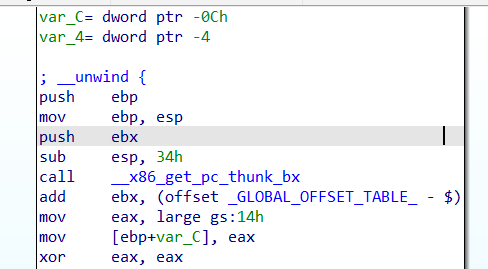 var_C= dword ptr -0Ch
var_4= dword ptr -4
; __unwind {
push    ebp
mov     ebp, esp
push    ebx
sub     esp, 34h
call    __x86_get_pc_thunk_bx
add     ebx, (offset _GLOBAL_OFFSET_TABLE_ - $)
mov     eax, large gs:14h
mov     [ebp+var_C], eax
xor     eax, eax